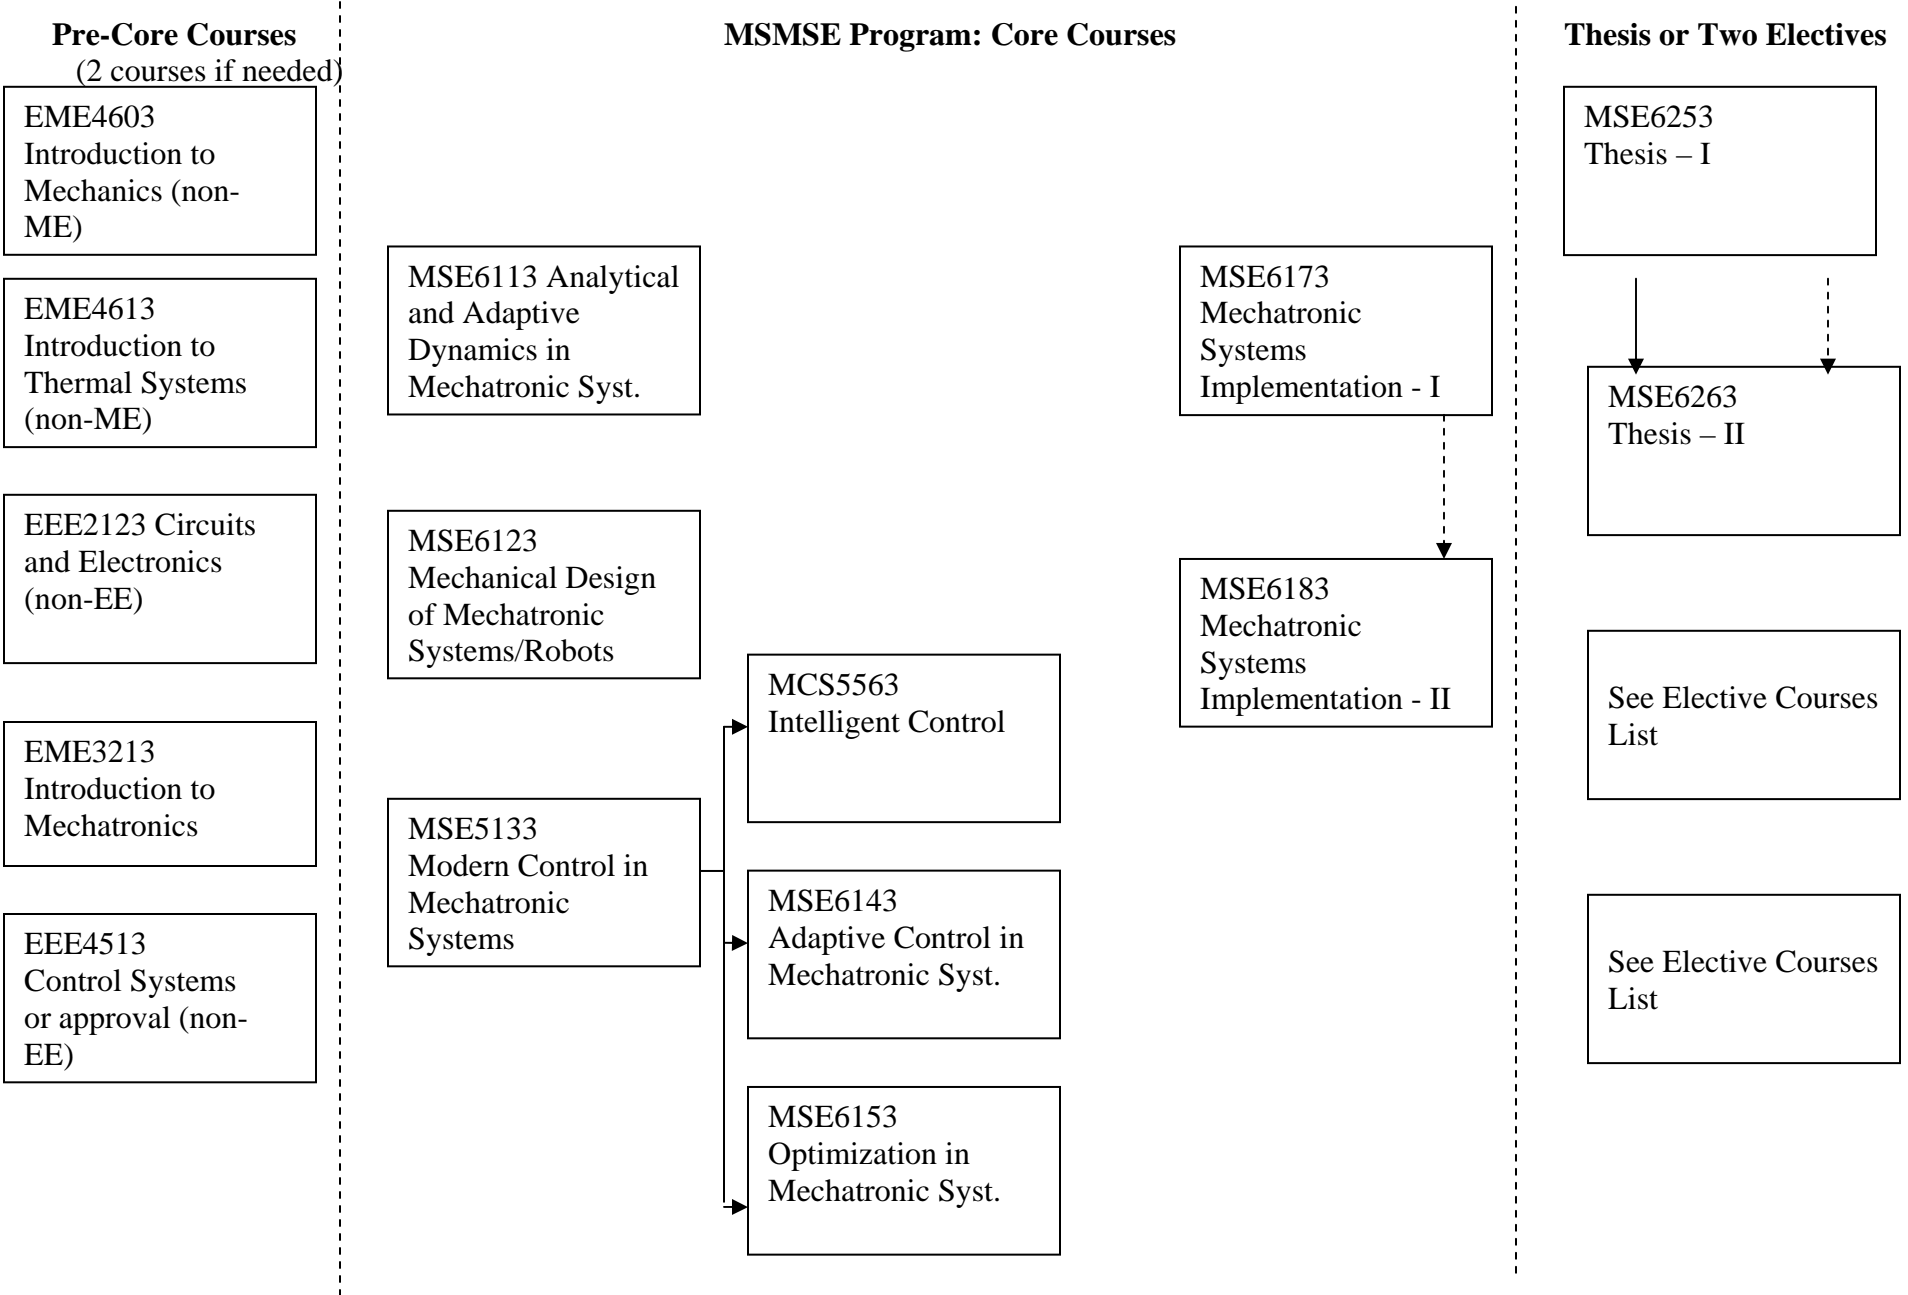 Pre-Core Courses
(2 courses if needed)
EME4603
Introduction to
Mechanics (non-
ME)
EME4613
Introduction to
Thermal Systems
(non-ME)
EEE2123 Circuits
and Electronics
(non-EE)
EME3213
Introduction to
Mechatronics
EEE4513
Control Systems
or approval (non-
EE)
MSMSE Program: Core Courses
MSE6113 Analytical
and Adaptive
Dynamics in
Mechatronic Syst.
MSE6123
Mechanical Design
of Mechatronic
Systems/Robots
MSE5133
Modern Control in
Mechatronic
Systems
MCS5563
Intelligent Control
MSE6143
Adaptive Control in
Mechatronic Syst.
MSE6153
Optimization in
Mechatronic Syst.
MSE6173
Mechatronic
Systems
Implementation - I
MSE6183
Mechatronic
Systems
Implementation - II
Thesis or Two Electives
MSE6253
Thesis – I
MSE6263
Thesis – II
See Elective Courses
List
See Elective Courses
List